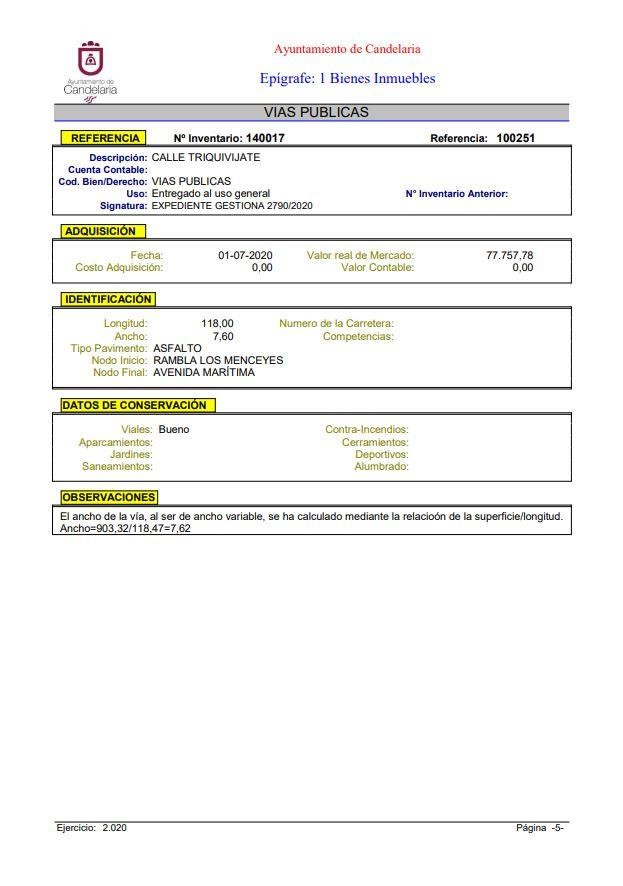 Ayuntamiento de Candelaria
Epígrafe: 1 Bienes Inmuebles
Ayuntamiento de
Candelaria
VIAS PUBLICAS
REFERENCIA Nº Inventario: 140017 Referencia: 100251
Descripción: CALLE TRIQUIVIJATE
Cuenta Contable:
Cod. Bien/Derecho: VIAS PUBLICAS
Uso: Entregado al uso general Nº Inventario Anterior:
Signatura: EXPEDIENTE GESTIONA 2790/2020
ADQUISICIÓN
Fecha: 01-07-2020 Valor real de Mercado: 77.757,78
Costo Adquisición: 0,00 Valor Contable: 0,00
IDENTIFICACIÓN
Longitud: 118,00 Numero de la Carretera:
Ancho: 7,60 Competencias:
Tipo Pavimento: ASFALTO
Nodo Inicio: RAMBLA LOS MENCEYES
Nodo Final: AVENIDA MARÍTIMA
DATOS DE CONSERVACIÓN
Viales: Bueno Contra-Incendios:
Aparcamientos: Cerramientos:
Jardines: Deportivos:
Saneamientos: Alumbrado:
OBSERVACIONES
El ancho de la vía, al ser de ancho variable, se ha calculado mediante la relacioón de la superficie/longitud.
Ancho=903,32/118,47=7,62
Ejercicio: 2.020 Página -5-